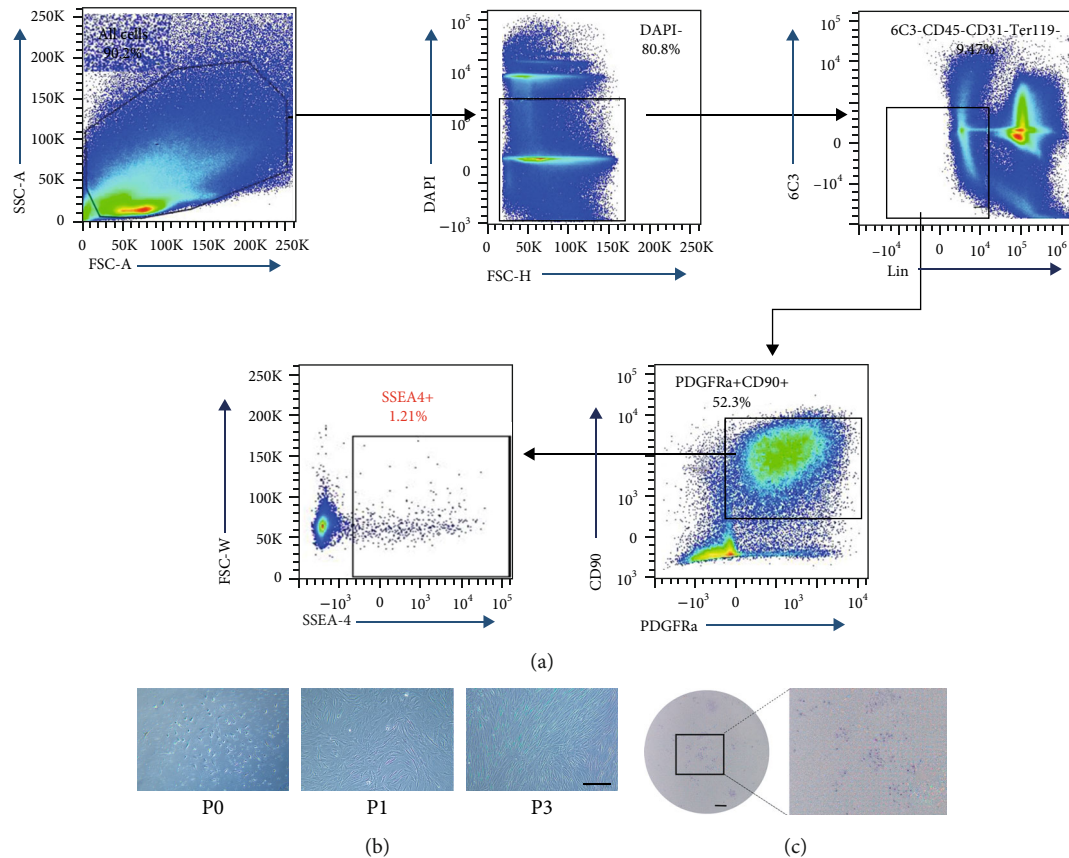 All cells
90.2%
250K
200K
150K
100K
50K
0
SSC-A
0 50K 100K 150K 200K 250K
FSC-A
DAPI-
80.8%
10⁵
10⁴
10³
0
−10³
DAPI
0 50K 100K 150K 200K 250K
FSC-H
6C3-CD45-CD31-Ter119-
9.47%
10⁴
10⁴
0
−10⁴
6C3
−10⁴ 0 10⁴ 10⁵ 10⁶
Lin
SSEA4+
1.21%
250K
200K
150K
100K
50K
0
FSC-W
−10³ 0 10³ 10⁴ 10⁵
SSEA-4
PDGFRa+CD90+
52.3%
10⁵
10⁴
10³
0
10³
CD90
−10³ 0 10³ 10⁴
PDGFRa
(a)
P0 P1 P3
(b) (c)